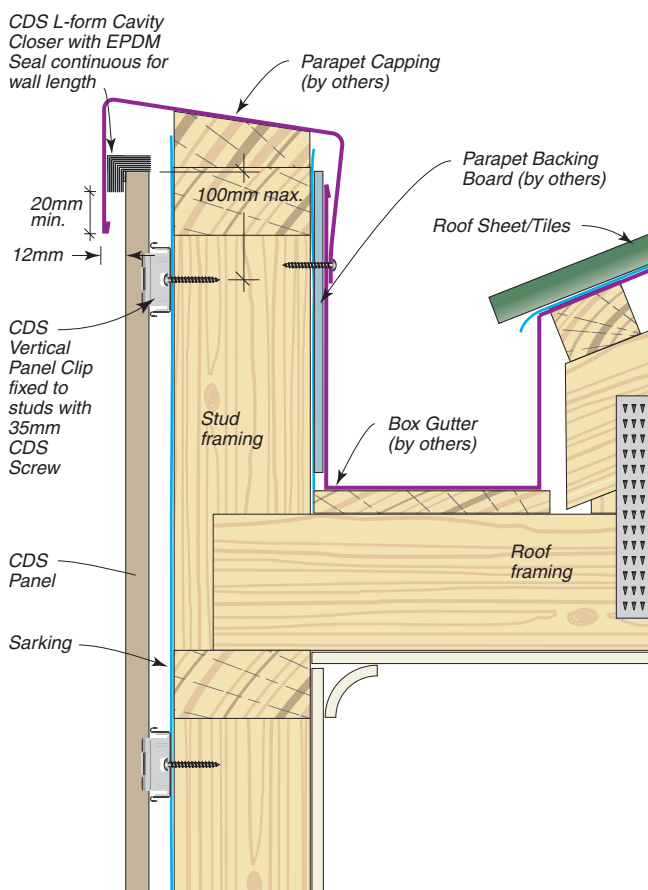 CDS L-form Cavity
Closer with EPDM
Seal continuous for
wall length
Parapet Capping
(by others)
Parapet Backing
Board (by others)
100mm max.
20mm
min.
Roof Sheet/Tiles
12mm
CDS
Vertical
Panel Clip
fixed to
studs with
35mm
CDS
Screw
Stud
framing
Box Gutter
(by others)
CDS
Panel
Roof
framing
Sarking